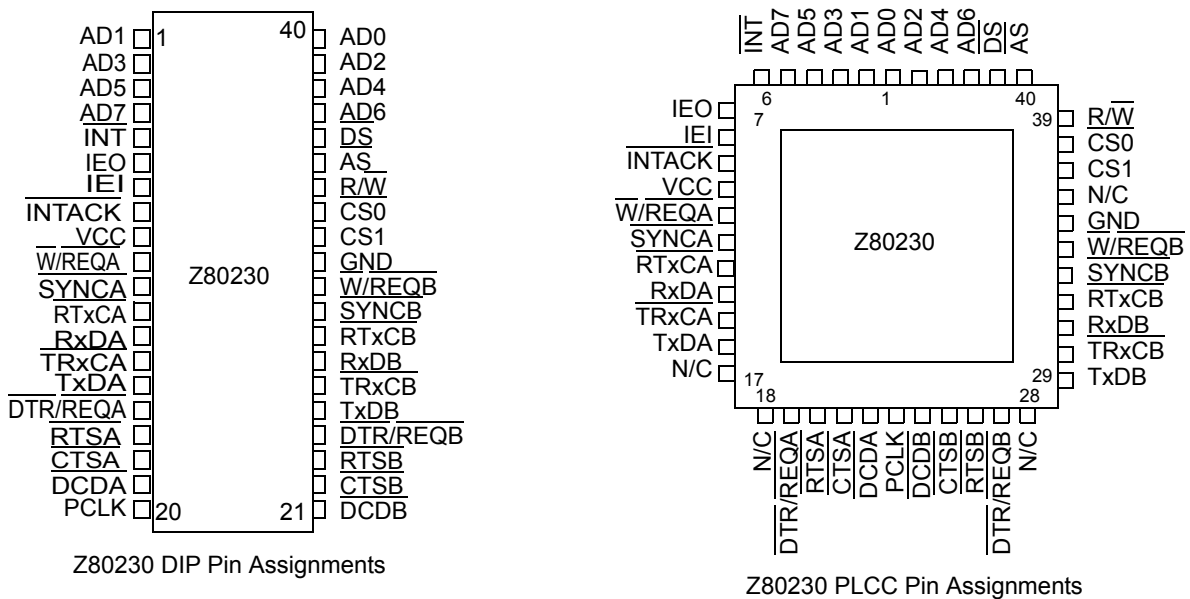 AD1 1 40 AD0
AD3 AD2
AD5 AD4
AD7 AD6
INT DS
IEO AS
IEI R/W
INTACK CS0
VCC CS1
W/REQA GND
Z80230
SYNCA W/REQB
RTxCA SYNCB
RxDA RTxCB
TRxCA RxDB
TxDA TRxCB
DTR/REQA TxDB
RTSA DTR/REQB
CTSA RTSB
DCDA CTSB
PCLK 20 21 DCDB
Z80230 DIP Pin Assignments
INT AD7 AD5 AD3 AD1 AD0 AD2 AD4 AD6 DS AS
6 1 40
7 39
IEO R/W
IEI CS0
INTACK CS1
VCC N/C
W/REQA GND
Z80230
SYNCA W/REQB
RTxCA SYNCB
RxDA RTxCB
TRxCA RxDB
TxDA TRxCB
N/C TxDB
17 29
18 28
N/C DTR/REQA RTSA CTSA DCDA PCLK DCDB CTSB RTSB DTR/REQB N/C
Z80230 PLCC Pin Assignments